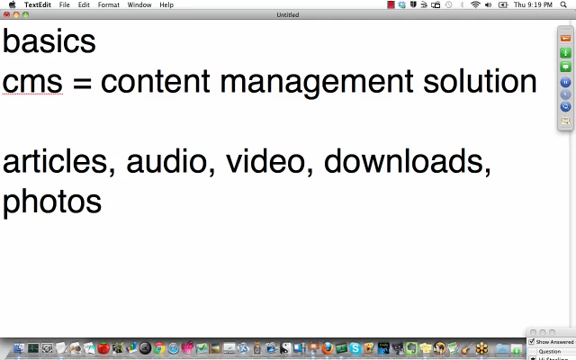 TextEdit File Edit Format Window Help
Thu 9:19 PM
Untitled
basics
cms = content management solution
articles, audio, video, downloads,
photos
Show Answered
Question